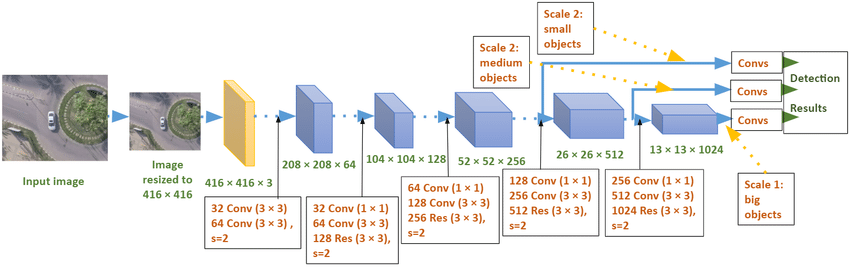 Scale 2:
small
objects
Scale 2:
medium
objects
Convs
Convs
Convs
Detection
Results
Input image
Image
resized to
416 × 416
416 × 416 × 3
208 × 208 × 64
104 × 104 × 128
52 × 52 × 256
26 × 26 × 512
13 × 13 × 1024
32 Conv (3 × 3)
64 Conv (3 × 3) ,
s=2
32 Conv (1 × 1)
64 Conv (3 × 3)
128 Res (3 × 3),
s=2
64 Conv (1 × 1)
128 Conv (3 × 3)
256 Res (3 × 3),
s=2
128 Conv (1 × 1)
256 Conv (3 × 3)
512 Res (3 × 3),
s=2
256 Conv (1 × 1)
512 Conv (3 × 3)
1024 Res (3 × 3),
s=2
Scale 1:
big
objects